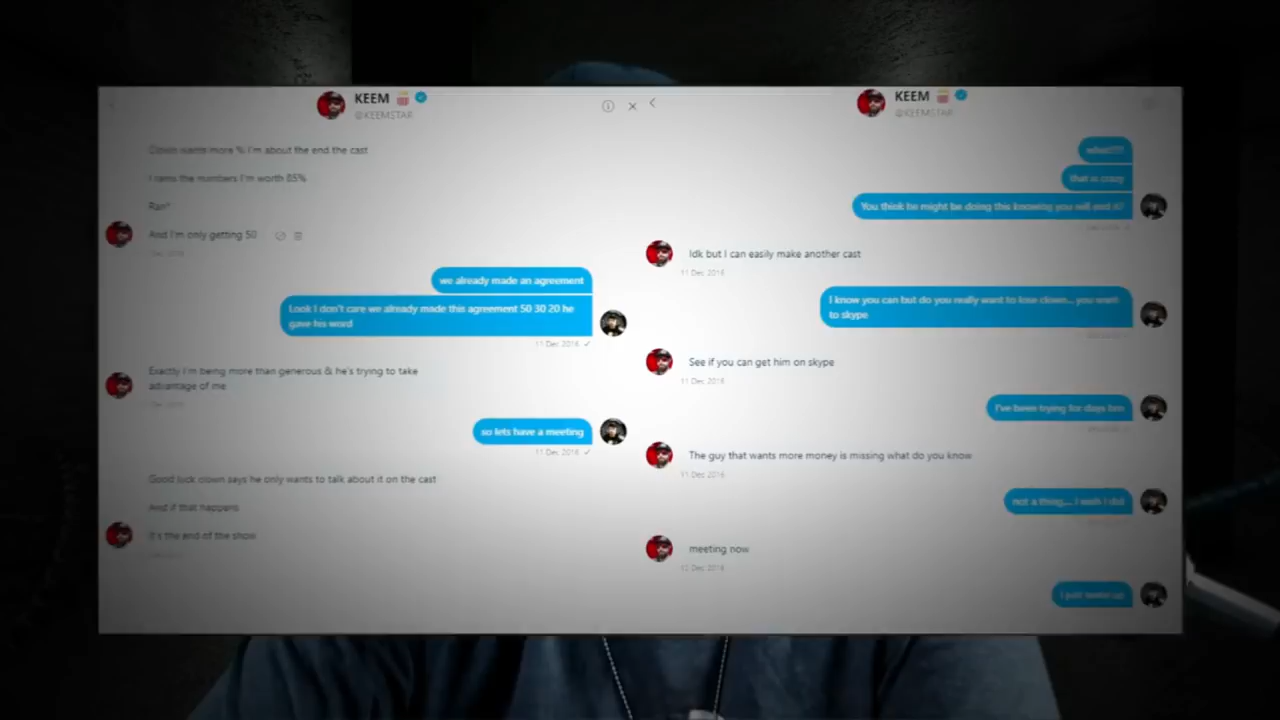 KEEM
@KEEMSTAR
Clown wants more % I'm about the end the cast
I rams the numbers I'm worth 85%
Ran*
And I'm only getting 50
we already made an agreement
Look I don't care we already made this agreement 50 30 20 he
gave his word
11 Dec 2016
Exactly I'm being more than generous & he's trying to take
advantage of me
so lets have a meeting
11 Dec 2016
Good luck clown says he only wants to talk about it on the cast
And if that happens
It's the end of the show
KEEM
@KEEMSTAR
that is crazy
You think he might be doing this knowing you will end it?
Idk but I can easily make another cast
11 Dec 2016
I know you can but do you really want to lose clown... you want
to skype
See if you can get him on skype
11 Dec 2016
I've been trying for days bro
The guy that wants more money is missing what do you know
11 Dec 2016
not a thing.... I wish I did
meeting now
12 Dec 2016
I just